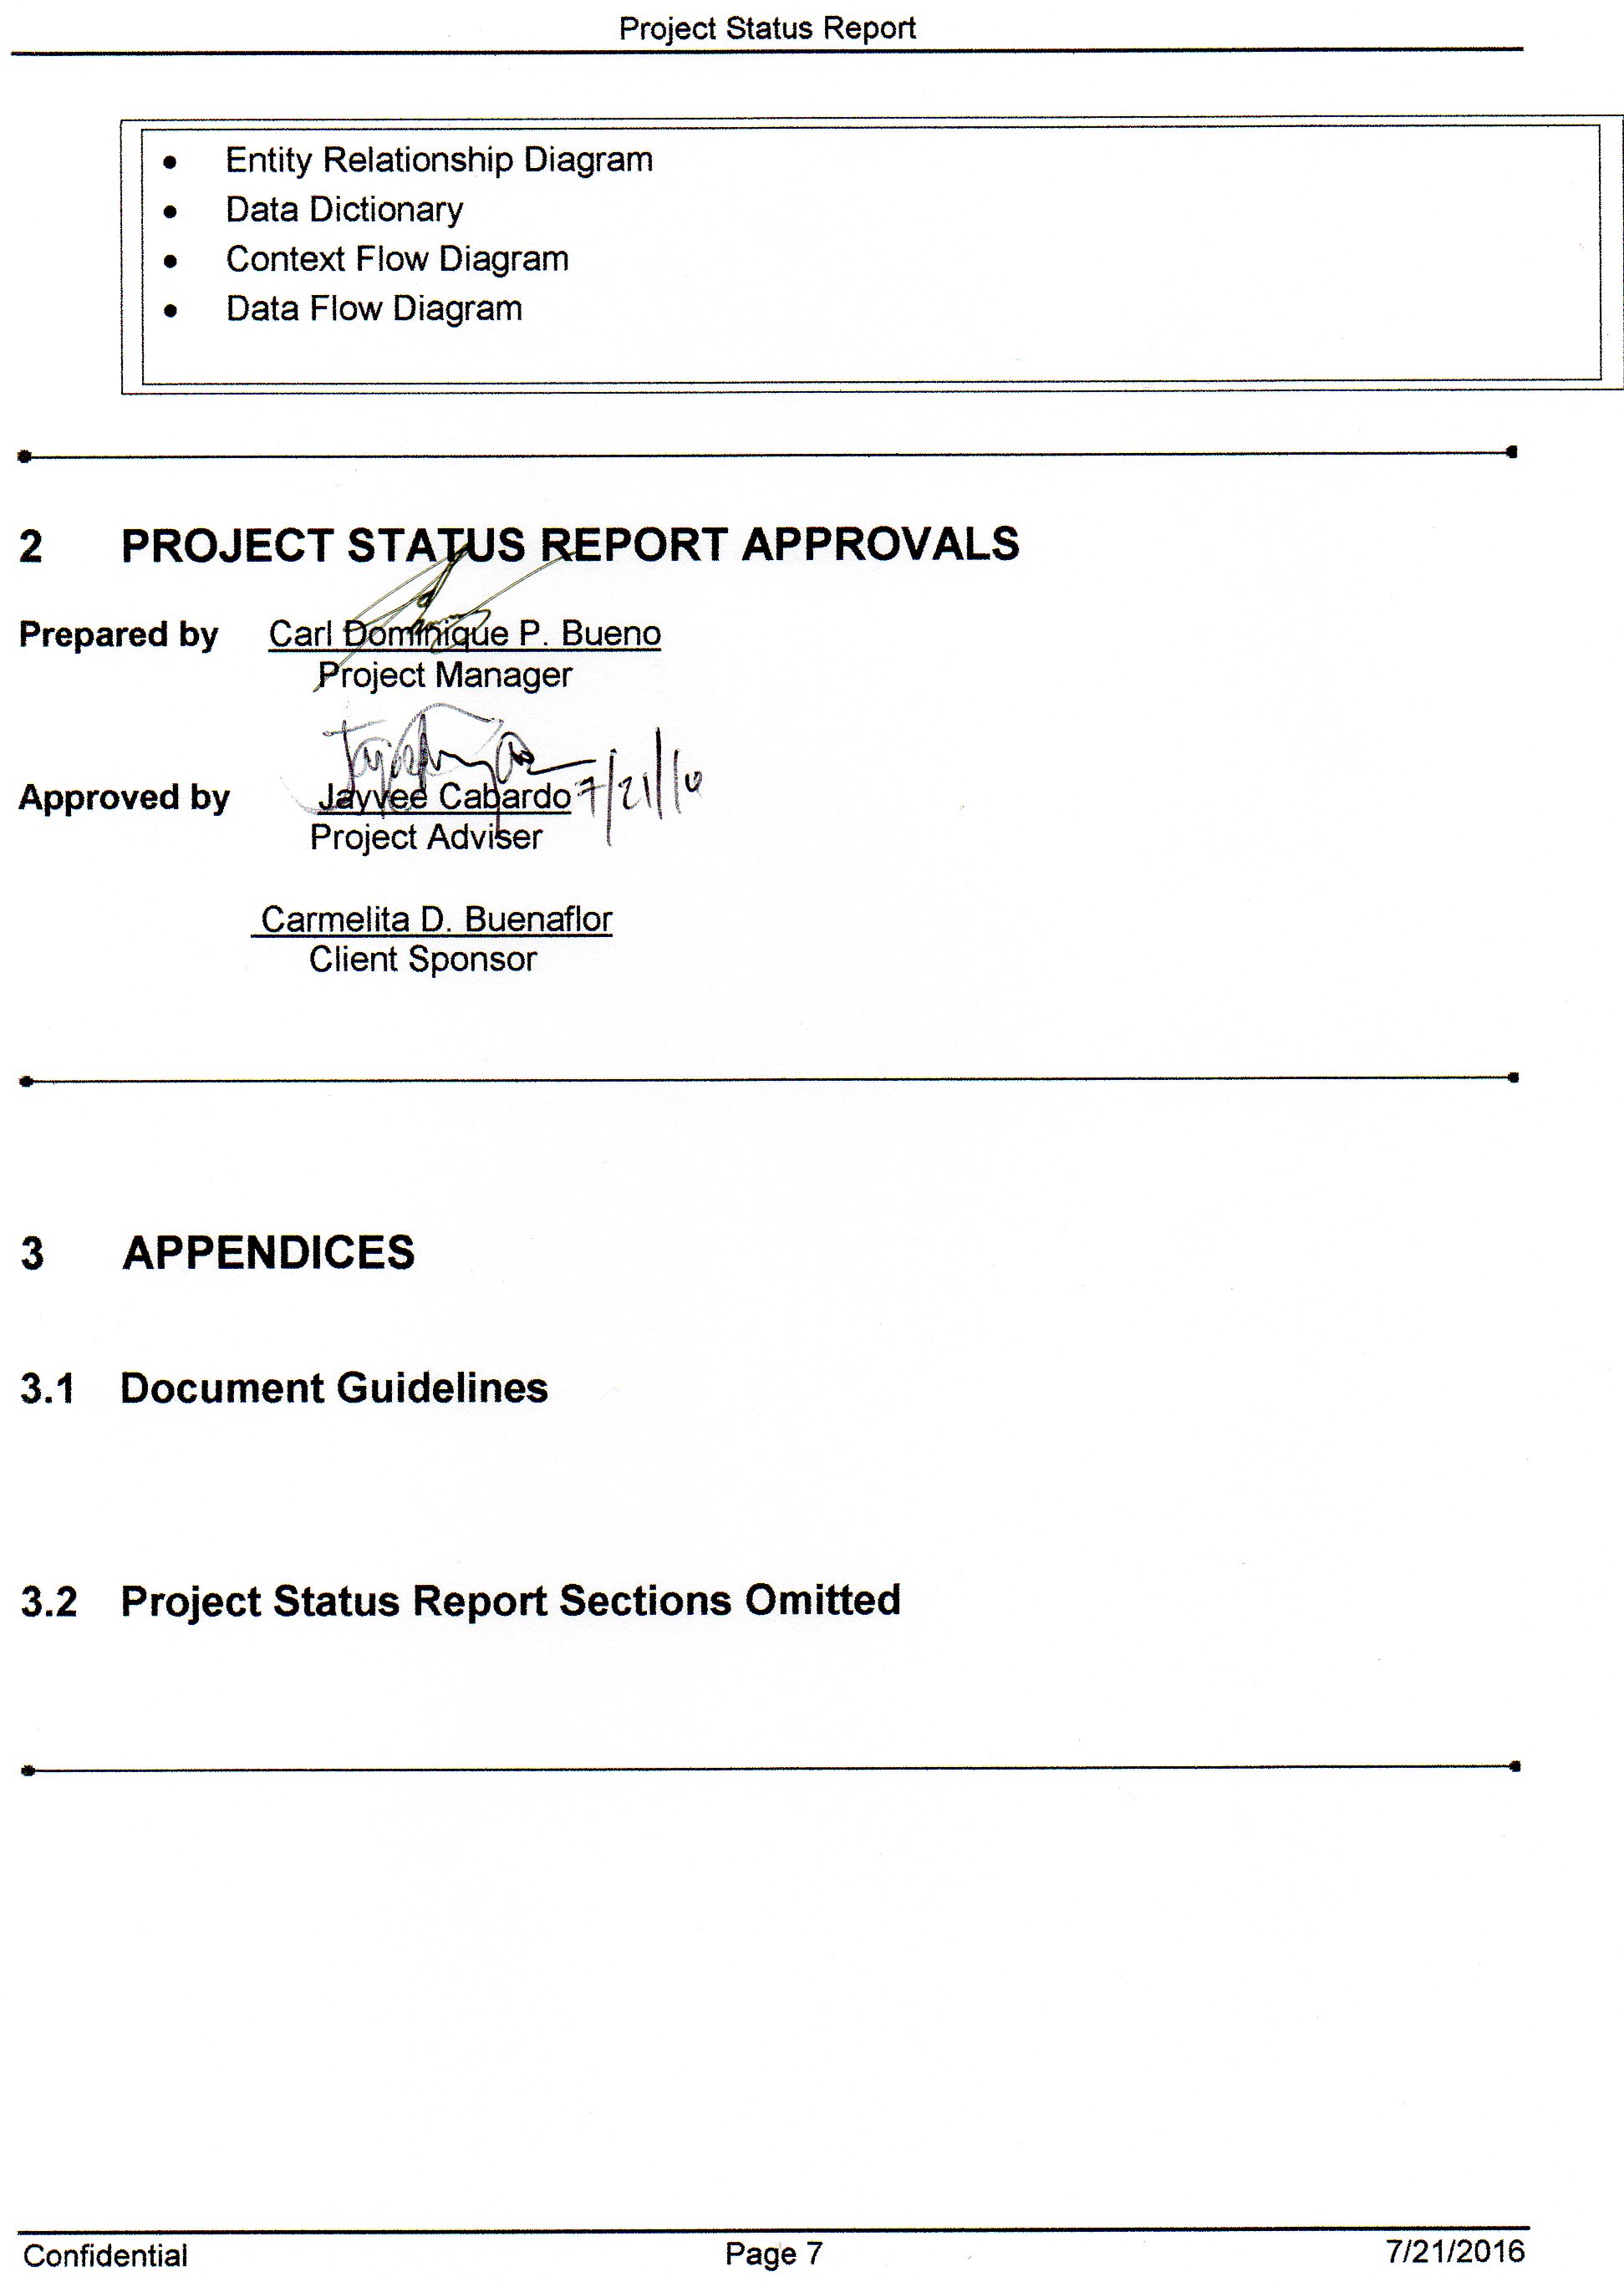 Project Status Report
• Entity Relationship Diagram
• Data Dictionary
• Context Flow Diagram
• Data Flow Diagram
2 PROJECT STATUS REPORT APPROVALS
Prepared by Carl Dominique P. Bueno
Project Manager
Approved by Jayvee Cabardo 7/21/16
Project Adviser
Carmelita D. Buenaflor
Client Sponsor
3 APPENDICES
3.1 Document Guidelines
3.2 Project Status Report Sections Omitted
Confidential Page 7 7/21/2016